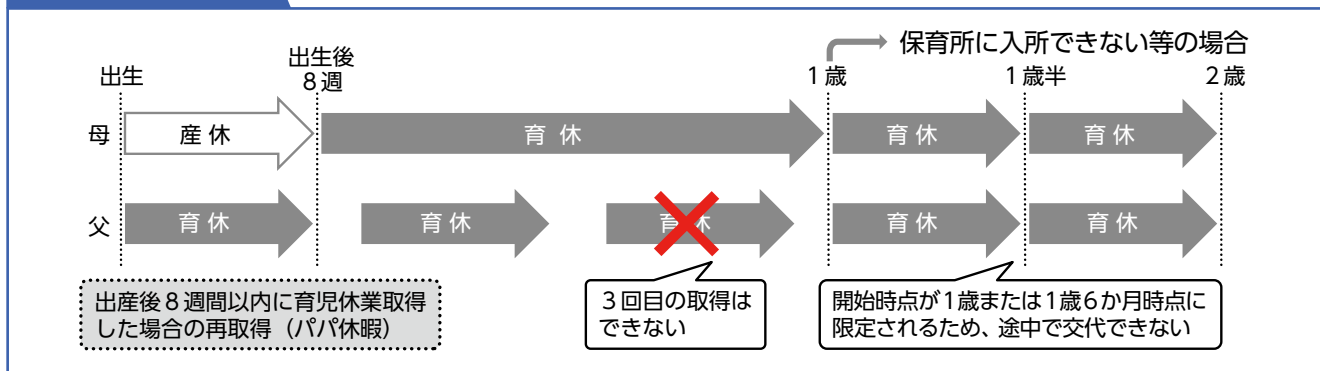 保育所に入所できない等の場合
出生
出生後
８週
１歳
１歳半
２歳
母
産 休
育 休
育 休
育 休
父
育 休
育 休
育 休
育 休
育 休
出産後８週間以内に育児休業取得
した場合の再取得（パパ休暇）
３回目の取得は
できない
開始時点が１歳または１歳６か月時点に
限定されるため、途中で交代できない